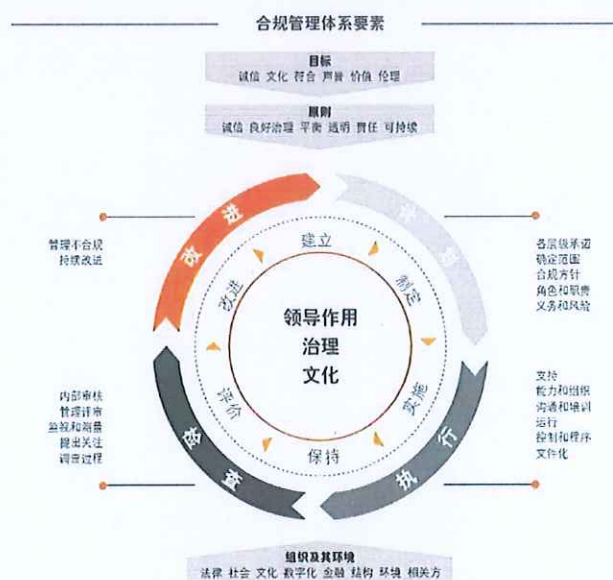 合规管理体系要素
目标
诚信 文化 符合 声誉 价值 伦理
原则
诚信 良好治理 平衡 透明 责任 可持续
改进
计划
管理不合规
持续改进
各层级承诺
确定范围
合规方针
角色和职责
义务和风险
建立
制定
实施
保持
评价
改进
领导作用
治理
文化
内部审核
管理评审
监视和测量
提出关注
调查过程
支持
能力和组织
沟通和培训
运行
控制和程序
文件化
检查
执行
组织及其环境
法律 社会 文化 数字化 金融 结构 环境 相关方